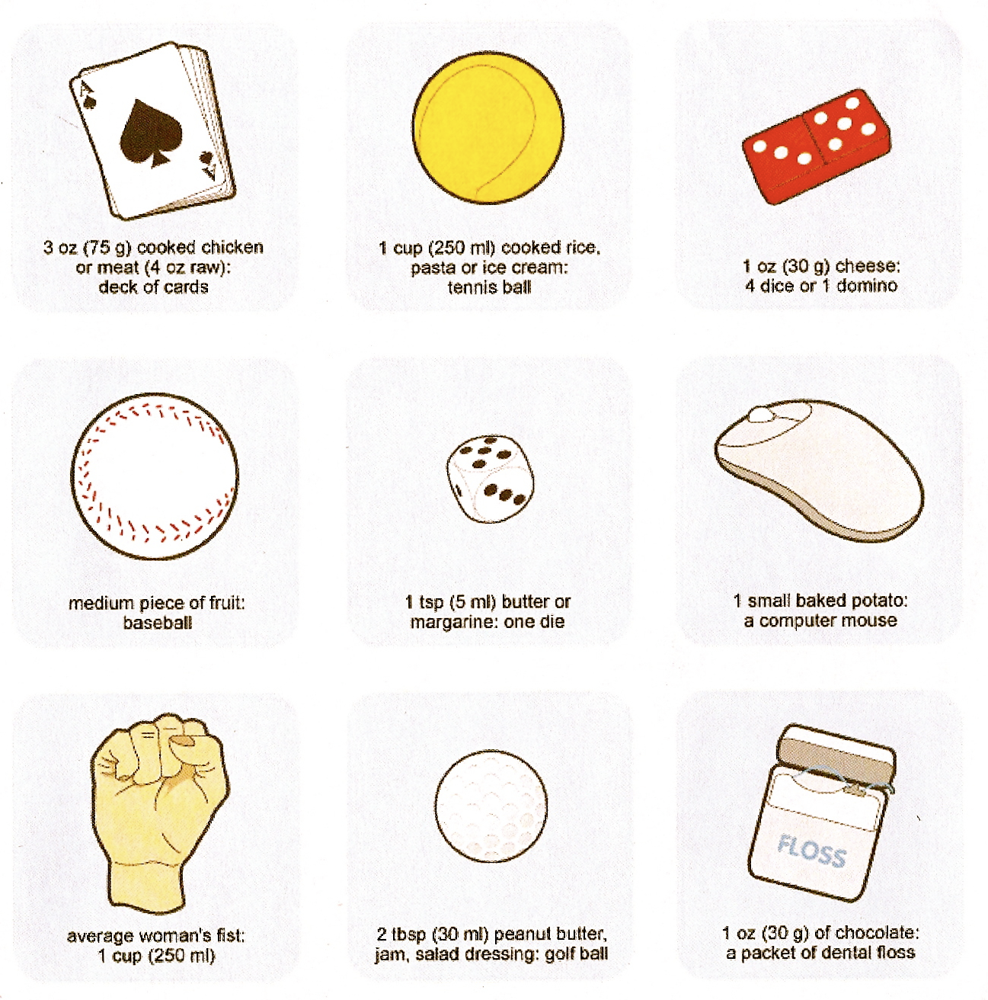 A
A
3 oz (75 g) cooked chicken
or meat (4 oz raw):
deck of cards
1 cup (250 ml) cooked rice,
pasta or ice cream:
tennis ball
1 oz (30 g) cheese:
4 dice or 1 domino
medium piece of fruit:
baseball
1 tsp (5 ml) butter or
margarine: one die
1 small baked potato:
a computer mouse
average woman's fist:
1 cup (250 ml)
2 tbsp (30 ml) peanut butter,
jam, salad dressing: golf ball
FLOSS
1 oz (30 g) of chocolate:
a packet of dental floss